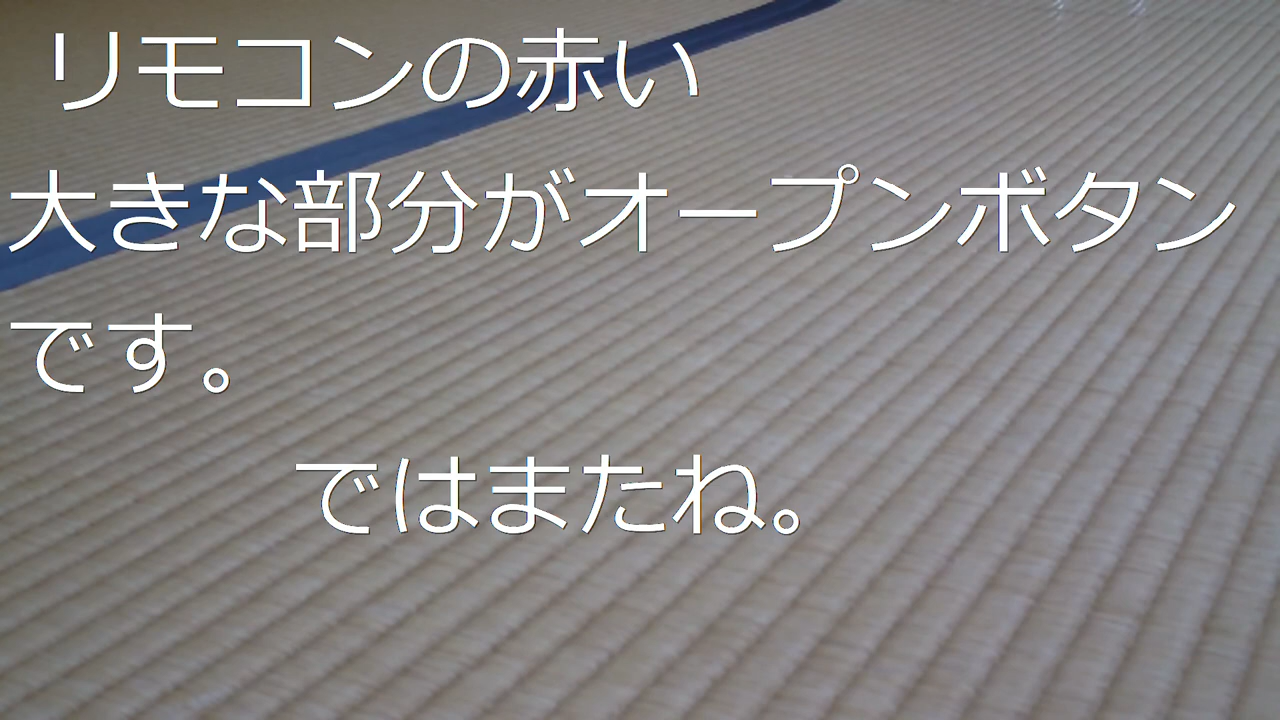 リモコンの赤い
大きな部分がオープンボタン
です。
ではまたね。